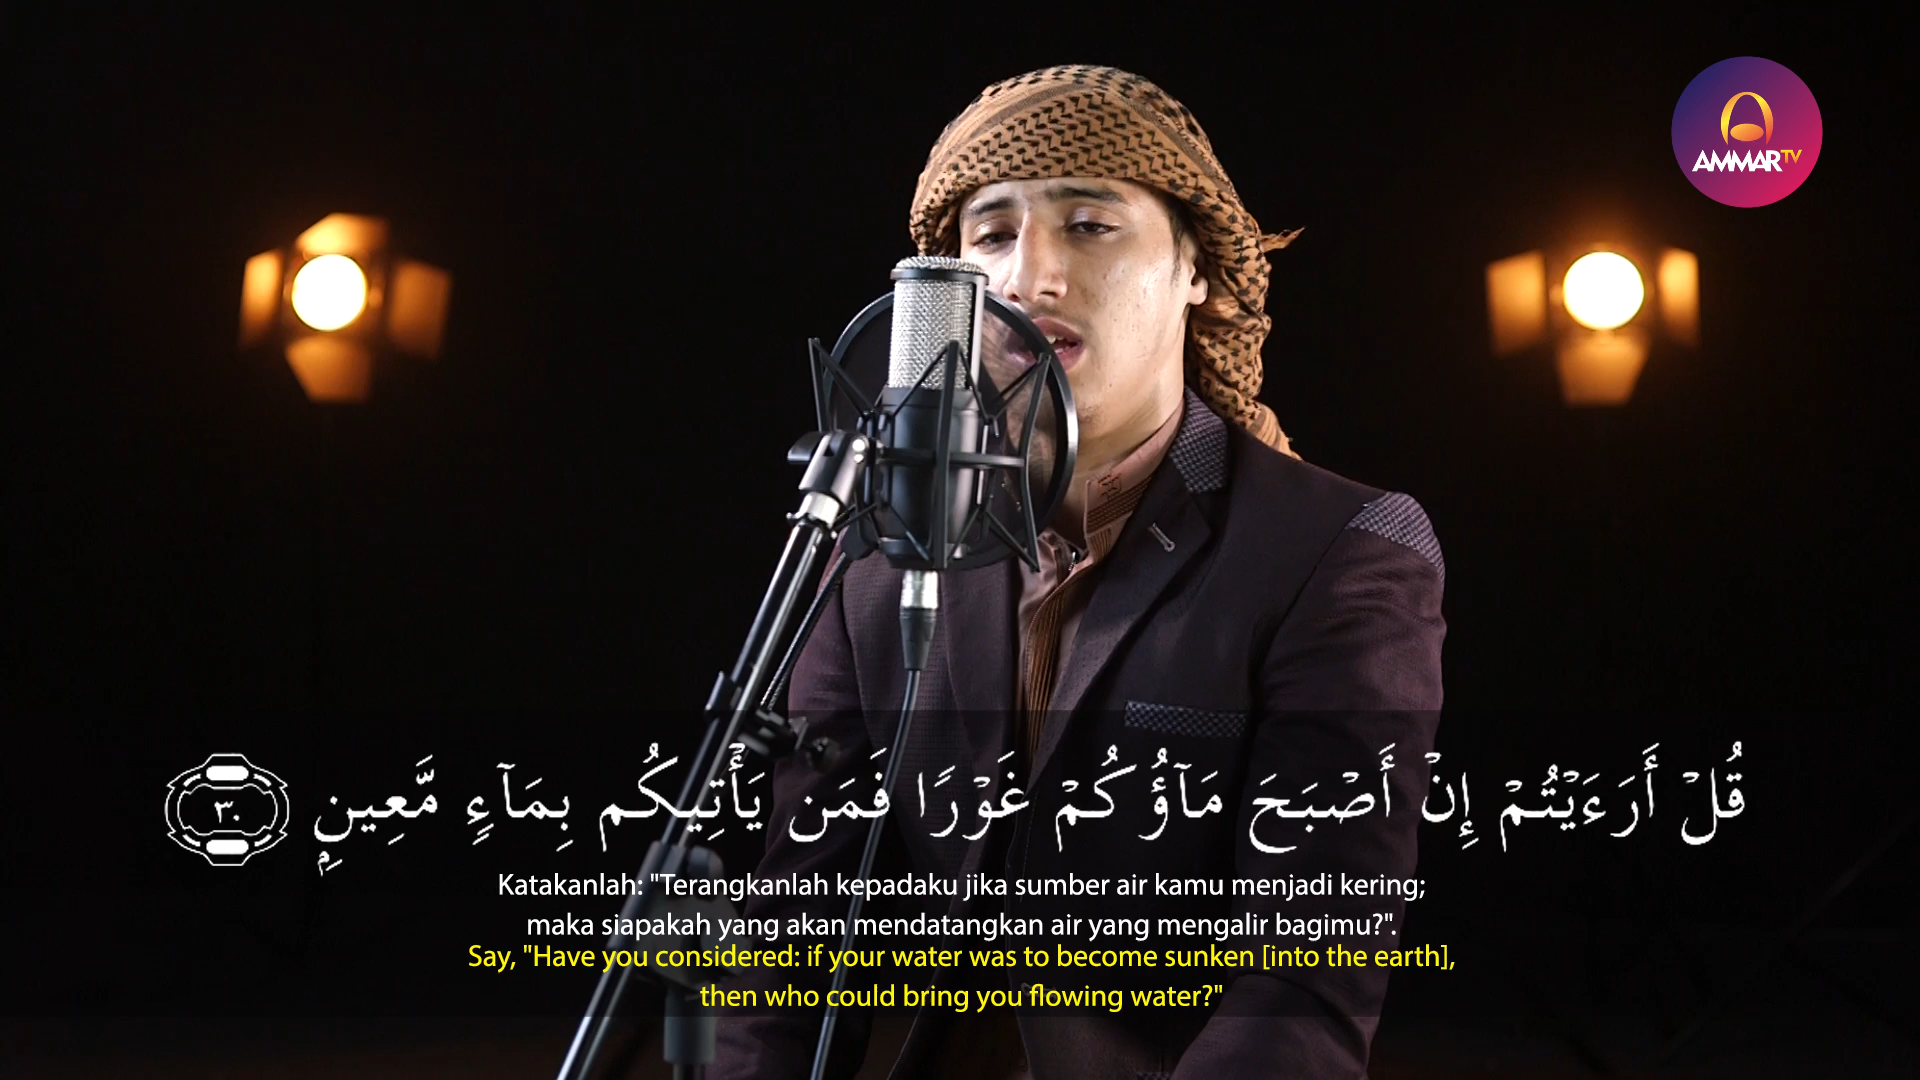 AMMARTV
قُلْ أَرَءَيْتُمْ إِنْ أَصْبَحَ مَآؤُكُمْ غَوْرًا فَمَن يَأْتِيكُم بِمَآءٍ مَّعِينٍۭ ٣٠
Katakanlah: "Terangkanlah kepadaku jika sumber air kamu menjadi kering;
maka siapakah yang akan mendatangkan air yang mengalir bagimu?".
Say, "Have you considered: if your water was to become sunken [into the earth],
then who could bring you flowing water?"